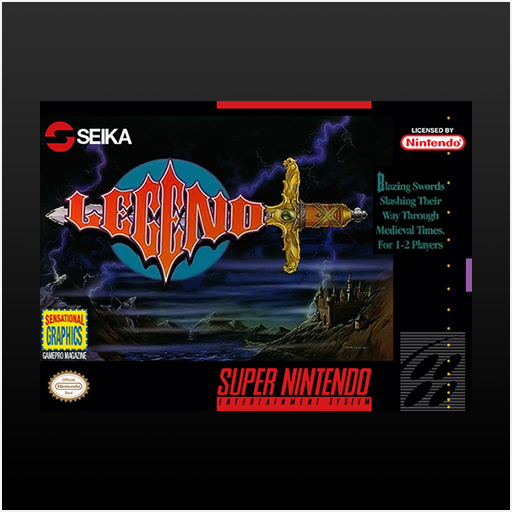 SEIKA
LICENSED BY
Nintendo
LEGEND
Blazing Swords
Slashing Their
Way Through
Medieval Times.
For 1-2 Players
SENSATIONAL
GRAPHICS
GAMEPRO MAGAZINE
Official
Nintendo
Seal
SUPER NINTENDO
ENTERTAINMENT SYSTEM